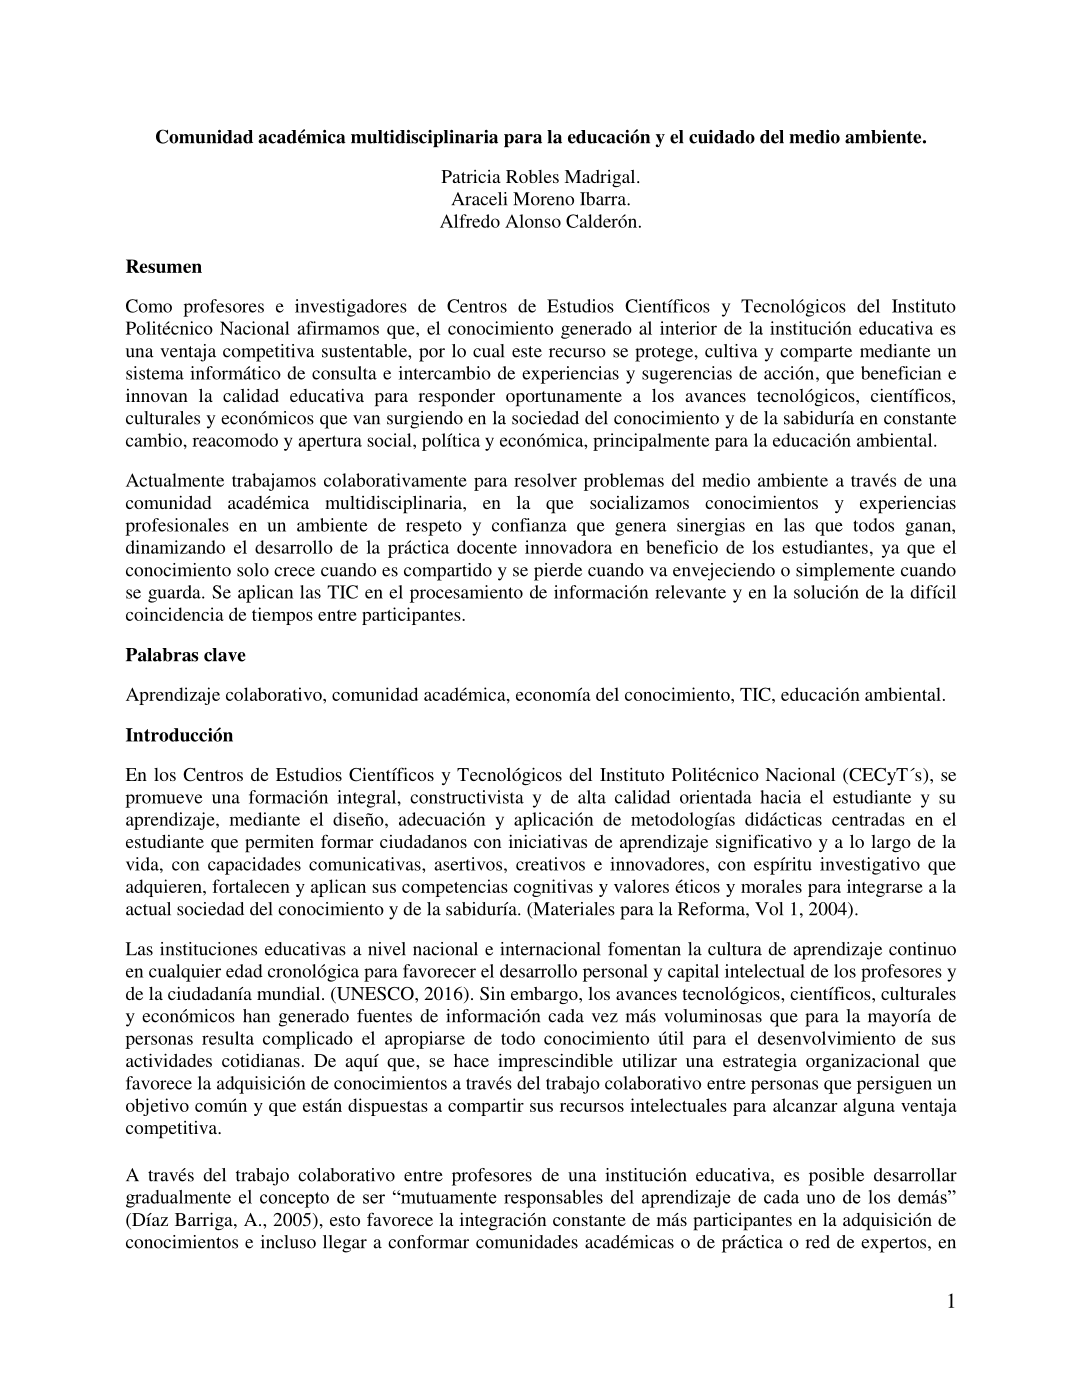 Comunidad académica multidisciplinaria para la educación y el cuidado del medio ambiente.
Patricia Robles Madrigal.
Araceli Moreno Ibarra.
Alfredo Alonso Calderón.
Resumen
Como profesores e investigadores de Centros de Estudios Científicos y Tecnológicos del Instituto
Politécnico Nacional afirmamos que, el conocimiento generado al interior de la institución educativa es
una ventaja competitiva sustentable, por lo cual este recurso se protege, cultiva y comparte mediante un
sistema informático de consulta e intercambio de experiencias y sugerencias de acción, que benefician e
innovan la calidad educativa para responder oportunamente a los avances tecnológicos, científicos,
culturales y económicos que van surgiendo en la sociedad del conocimiento y de la sabiduría en constante
cambio, reacomodo y apertura social, política y económica, principalmente para la educación ambiental.
Actualmente trabajamos colaborativamente para resolver problemas del medio ambiente a través de una
comunidad académica multidisciplinaria, en la que socializamos conocimientos y experiencias
profesionales en un ambiente de respeto y confianza que genera sinergias en las que todos ganan,
dinamizando el desarrollo de la práctica docente innovadora en beneficio de los estudiantes, ya que el
conocimiento solo crece cuando es compartido y se pierde cuando va envejeciendo o simplemente cuando
se guarda. Se aplican las TIC en el procesamiento de información relevante y en la solución de la difícil
coincidencia de tiempos entre participantes.
Palabras clave
Aprendizaje colaborativo, comunidad académica, economía del conocimiento, TIC, educación ambiental.
Introducción
En los Centros de Estudios Científicos y Tecnológicos del Instituto Politécnico Nacional (CECyT´s), se
promueve una formación integral, constructivista y de alta calidad orientada hacia el estudiante y su
aprendizaje, mediante el diseño, adecuación y aplicación de metodologías didácticas centradas en el
estudiante que permiten formar ciudadanos con iniciativas de aprendizaje significativo y a lo largo de la
vida, con capacidades comunicativas, asertivos, creativos e innovadores, con espíritu investigativo que
adquieren, fortalecen y aplican sus competencias cognitivas y valores éticos y morales para integrarse a la
actual sociedad del conocimiento y de la sabiduría. (Materiales para la Reforma, Vol 1, 2004).
Las instituciones educativas a nivel nacional e internacional fomentan la cultura de aprendizaje continuo
en cualquier edad cronológica para favorecer el desarrollo personal y capital intelectual de los profesores y
de la ciudadanía mundial. (UNESCO, 2016). Sin embargo, los avances tecnológicos, científicos, culturales
y económicos han generado fuentes de información cada vez más voluminosas que para la mayoría de
personas resulta complicado el apropiarse de todo conocimiento útil para el desenvolvimiento de sus
actividades cotidianas. De aquí que, se hace imprescindible utilizar una estrategia organizacional que
favorece la adquisición de conocimientos a través del trabajo colaborativo entre personas que persiguen un
objetivo común y que están dispuestas a compartir sus recursos intelectuales para alcanzar alguna ventaja
competitiva.
A través del trabajo colaborativo entre profesores de una institución educativa, es posible desarrollar
gradualmente el concepto de ser “mutuamente responsables del aprendizaje de cada uno de los demás”
(Díaz Barriga, A., 2005), esto favorece la integración constante de más participantes en la adquisición de
conocimientos e incluso llegar a conformar comunidades académicas o de práctica o red de expertos, en
1